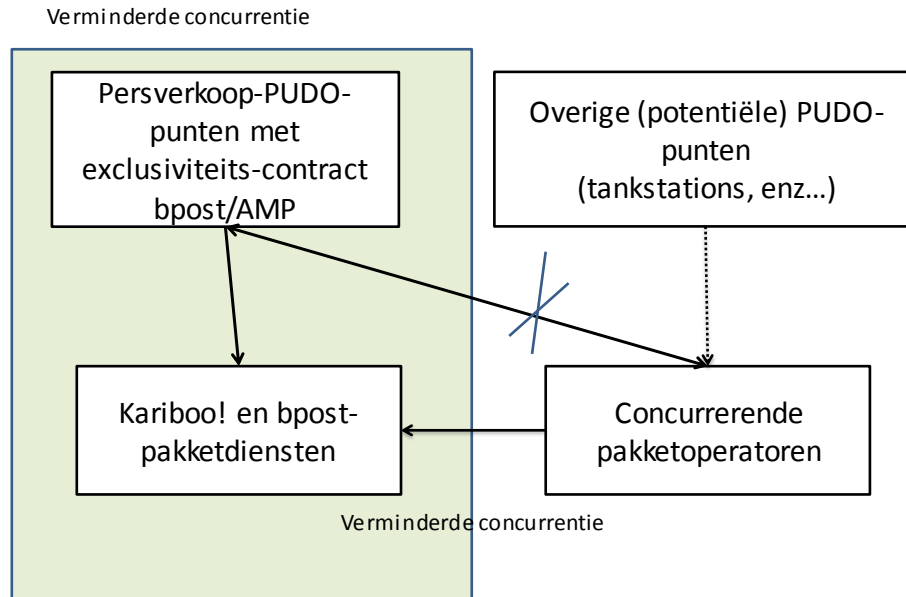 Verminderde concurrentie
Persverkoop-PUDO-
punten met
exclusiviteits-contract
bpost/AMP
Overige (potentiële) PUDO-
punten
(tankstations, enz...)
Kariboo! en bpost-
pakketdiensten
Concurrerende
pakketoperatoren
Verminderde concurrentie